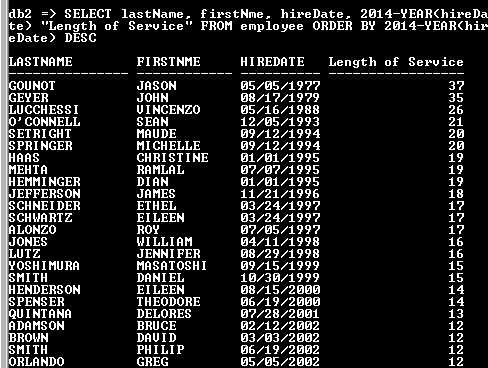 db2 => SELECT lastName, firstNme, hireDate, 2014-YEAR(hireDa
te) "Length of Service" FROM employee ORDER BY 2014-YEAR(hir
eDate) DESC
LASTNAME FIRSTNME HIREDATE Length of Service
--------------- ------------ ---------- -----------------
GOUNOT JASON 05/05/1977 37
GEYER JOHN 08/17/1979 35
LUCCHESSI VINCENZO 05/16/1988 26
O'CONNELL SEAN 12/05/1993 21
SETRIGHT MAUDE 09/12/1994 20
SPRINGER MICHELLE 09/12/1994 20
HAAS CHRISTINE 01/01/1995 19
MEHTA RAMLAL 07/07/1995 19
HEMMINGER DIAN 01/01/1995 19
JEFFERSON JAMES 11/21/1996 18
SCHNEIDER ETHEL 03/24/1997 17
SCHWARTZ EILEEN 03/24/1997 17
ALONZO ROY 07/05/1997 17
JONES WILLIAM 04/11/1998 16
LUTZ JENNIFER 08/29/1998 16
YOSHIMURA MASATOSHI 09/15/1999 15
SMITH DANIEL 10/30/1999 15
HENDERSON EILEEN 08/15/2000 14
SPENSER THEODORE 06/19/2000 14
QUINTANA DELORES 07/28/2001 13
ADAMSON BRUCE 02/12/2002 12
BROWN DAVID 03/03/2002 12
SMITH PHILIP 06/19/2002 12
ORLANDO GREG 05/05/2002 12